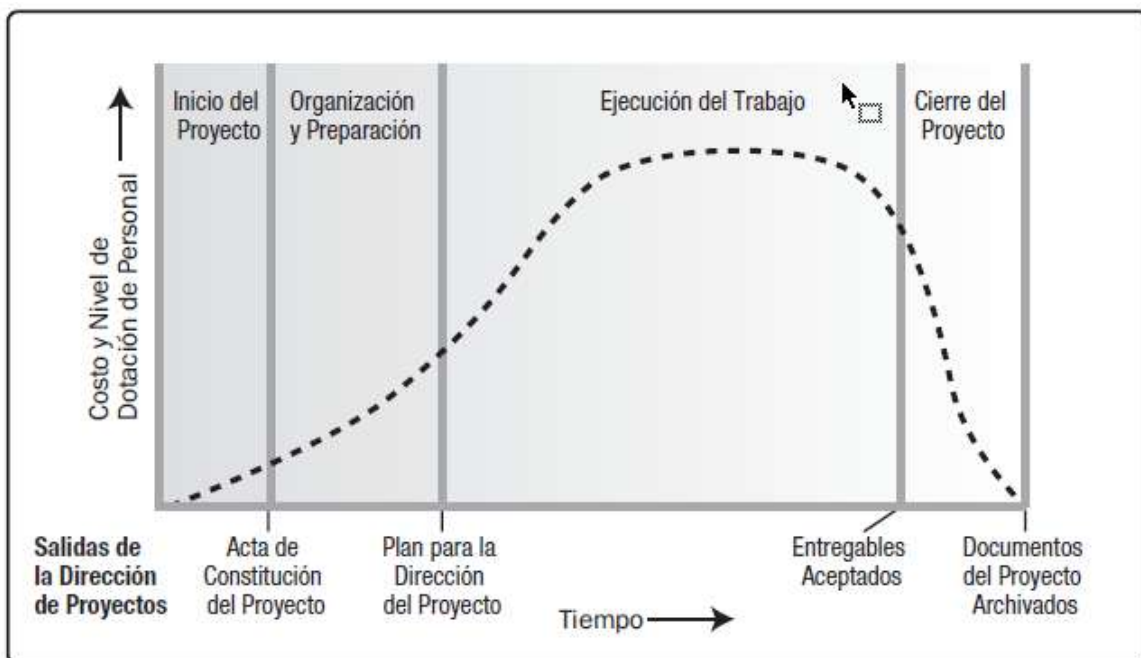 Inicio del
Proyecto
Organización
y Preparación
Ejecución del Trabajo
Cierre del
Proyecto
Costo y Nivel de
Dotación de Personal
Salidas de
la Dirección
de Proyectos
Acta de
Constitución
del Proyecto
Plan para la
Dirección
del Proyecto
Tiempo
Entregables
Aceptados
Documentos
del Proyecto
Archivados